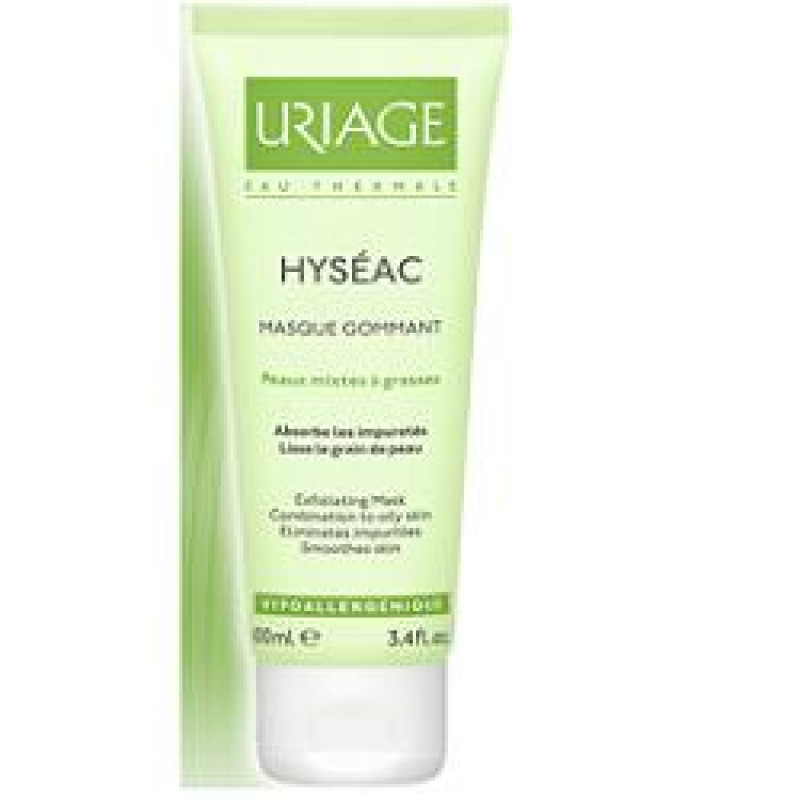 URIAGE
EAU THERMALE
HYSÉAC
MASQUE GOMMANT
Peaux mixtes à grasses
Absorbe les impuretés
Lisse le grain de peau
Exfoliating Mask
Combination to oily skin
Eliminates impurities
Smoothes skin
HYPOALLERGÉNIQUE
100ml. ℮ 3.4fl. oz.